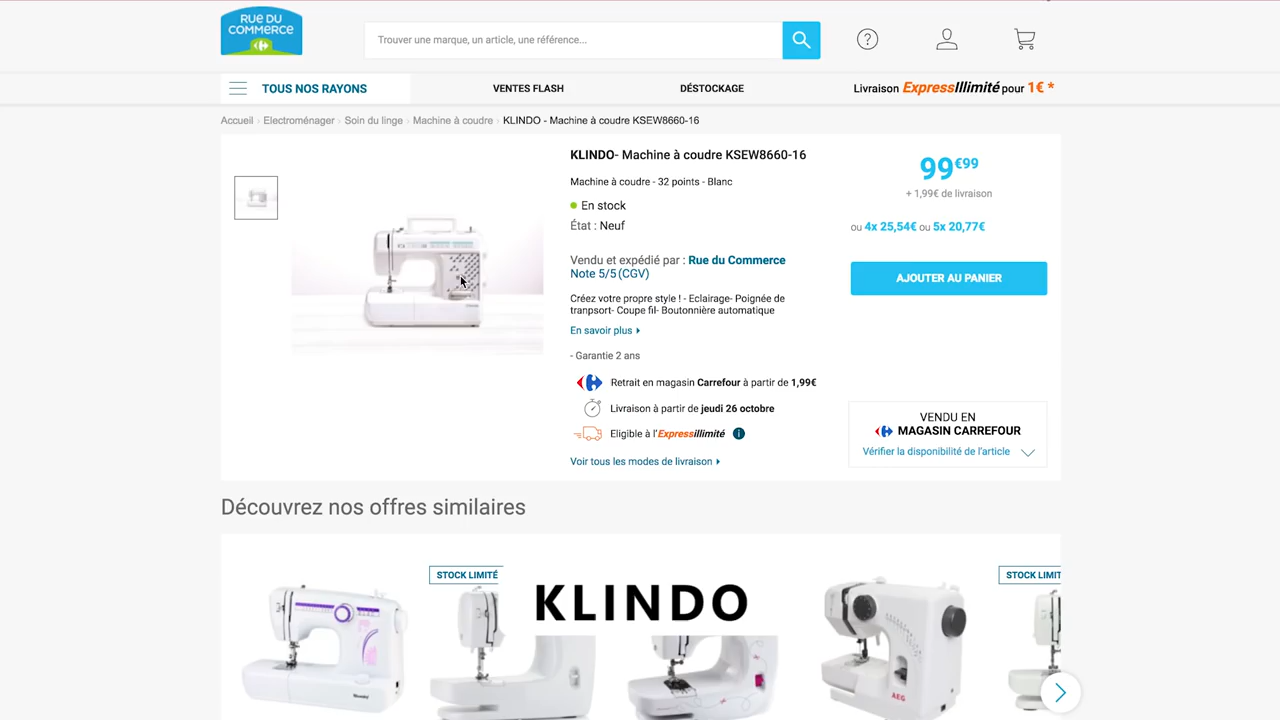 RUE DU
COMMERCE
Trouver une marque, un article, une référence...
TOUS NOS RAYONS
VENTES FLASH
DÉSTOCKAGE
Livraison ExpressIllimité pour 1€ *
Accueil › Electroménager › Soin du linge › Machine à coudre › KLINDO - Machine à coudre KSEW8660-16
KLINDO- Machine à coudre KSEW8660-16
Machine à coudre - 32 points - Blanc
En stock
État : Neuf
Vendu et expédié par : Rue du Commerce
Note 5/5 (CGV)
Créez votre propre style ! - Eclairage- Poignée de
tranpsort- Coupe fil- Boutonnière automatique
En savoir plus
- Garantie 2 ans
Retrait en magasin Carrefour à partir de 1,99€
Livraison à partir de jeudi 26 octobre
Eligible à l'Expressillimité
Voir tous les modes de livraison
99€99
+ 1,99€ de livraison
ou 4x 25,54€ ou 5x 20,77€
AJOUTER AU PANIER
VENDU EN
MAGASIN CARREFOUR
Vérifier la disponibilité de l'article
Découvrez nos offres similaires
STOCK LIMITÉ
STOCK LIMIT
KLINDO
AEG